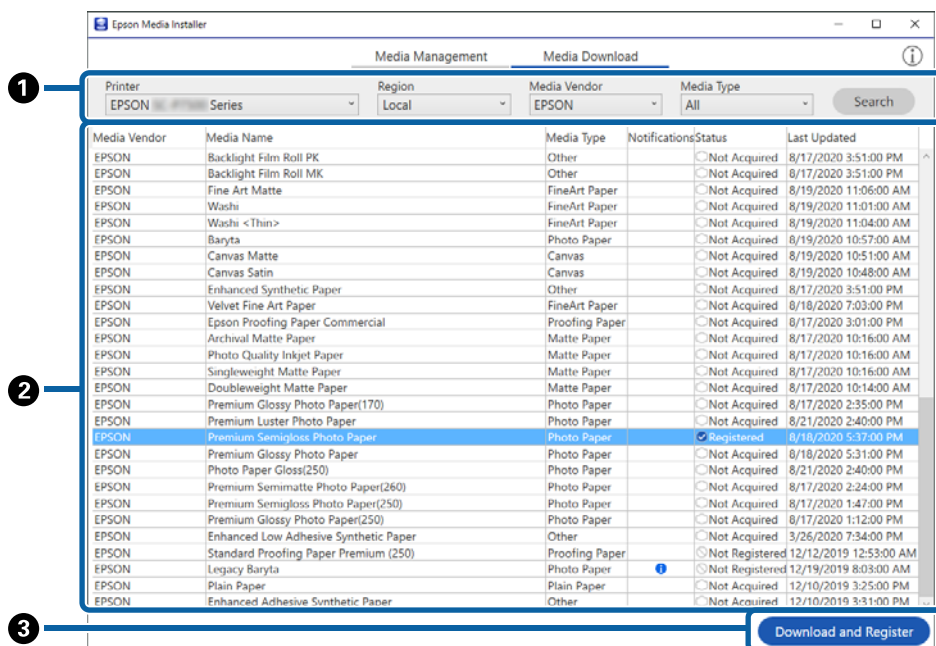 Epson Media Installer
Media Management Media Download
1
Printer Region Media Vendor Media Type
EPSON Series Local EPSON All Search
2
Media Vendor Media Name Media Type Notifications Status Last Updated
EPSON Backlight Film Roll PK Other Not Acquired 8/17/2020 3:51:00 PM
EPSON Backlight Film Roll MK Other Not Acquired 8/17/2020 3:51:00 PM
EPSON Fine Art Matte FineArt Paper Not Acquired 8/19/2020 11:06:00 AM
EPSON Washi FineArt Paper Not Acquired 8/19/2020 11:01:00 AM
EPSON Washi <Thin> FineArt Paper Not Acquired 8/19/2020 11:04:00 AM
EPSON Baryta Photo Paper Not Acquired 8/19/2020 10:57:00 AM
EPSON Canvas Matte Canvas Not Acquired 8/19/2020 10:51:00 AM
EPSON Canvas Satin Canvas Not Acquired 8/19/2020 10:48:00 AM
EPSON Enhanced Synthetic Paper Other Not Acquired 8/17/2020 3:51:00 PM
EPSON Velvet Fine Art Paper FineArt Paper Not Acquired 8/18/2020 7:03:00 PM
EPSON Epson Proofing Paper Commercial Proofing Paper Not Acquired 8/17/2020 3:01:00 PM
EPSON Archival Matte Paper Matte Paper Not Acquired 8/17/2020 10:16:00 AM
EPSON Photo Quality Inkjet Paper Matte Paper Not Acquired 8/17/2020 10:16:00 AM
EPSON Singleweight Matte Paper Matte Paper Not Acquired 8/17/2020 10:16:00 AM
EPSON Doubleweight Matte Paper Matte Paper Not Acquired 8/17/2020 10:14:00 AM
EPSON Premium Glossy Photo Paper(170) Photo Paper Not Acquired 8/17/2020 2:35:00 PM
EPSON Premium Luster Photo Paper Photo Paper Not Acquired 8/21/2020 2:40:00 PM
EPSON Premium Semigloss Photo Paper Photo Paper Registered 8/18/2020 5:37:00 PM
EPSON Premium Glossy Photo Paper Photo Paper Not Acquired 8/18/2020 5:31:00 PM
EPSON Photo Paper Gloss(250) Photo Paper Not Acquired 8/21/2020 2:40:00 PM
EPSON Premium Semimatte Photo Paper(260) Photo Paper Not Acquired 8/17/2020 2:24:00 PM
EPSON Premium Semigloss Photo Paper(250) Photo Paper Not Acquired 8/17/2020 1:47:00 PM
EPSON Premium Glossy Photo Paper(250) Photo Paper Not Acquired 8/17/2020 1:12:00 PM
EPSON Enhanced Low Adhesive Synthetic Paper Other Not Acquired 3/26/2020 7:34:00 PM
EPSON Standard Proofing Paper Premium (250) Proofing Paper Not Registered 12/12/2019 12:53:00 AM
EPSON Legacy Baryta Photo Paper Not Registered 12/19/2019 8:03:00 AM
EPSON Plain Paper Plain Paper Not Acquired 12/10/2019 3:25:00 PM
EPSON Enhanced Adhesive Synthetic Paper Other Not Acquired 12/10/2019 3:31:00 PM
3
Download and Register